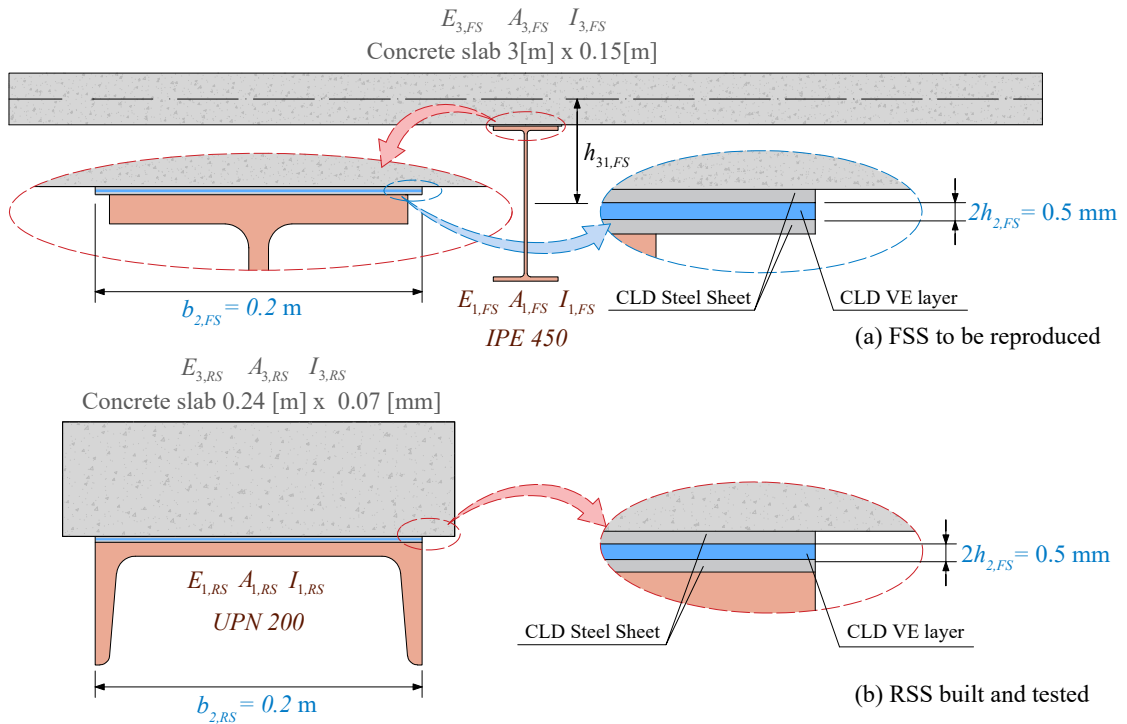 E3,FS A3,FS I3,FS
Concrete slab 3[m] x 0.15[m]
h31,FS
2h2,FS = 0.5 mm
b2,FS = 0.2 m
E1,FS A1,FS I1,FS
IPE 450
CLD Steel Sheet
CLD VE layer
(a) FSS to be reproduced
E3,RS A3,RS I3,RS
Concrete slab 0.24 [m] x 0.07 [mm]
2h2,FS = 0.5 mm
E1,RS A1,RS I1,RS
UPN 200
CLD Steel Sheet
CLD VE layer
b2,RS = 0.2 m
(b) RSS built and tested